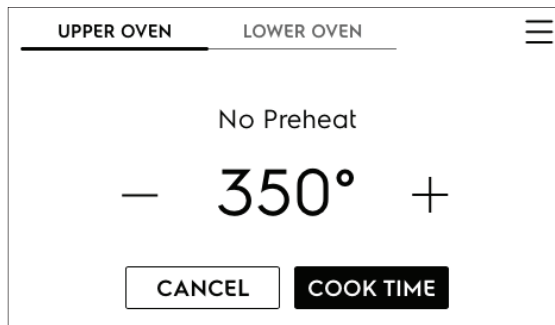 UPPER OVEN LOWER OVEN
No Preheat
− 350° +
CANCEL COOK TIME